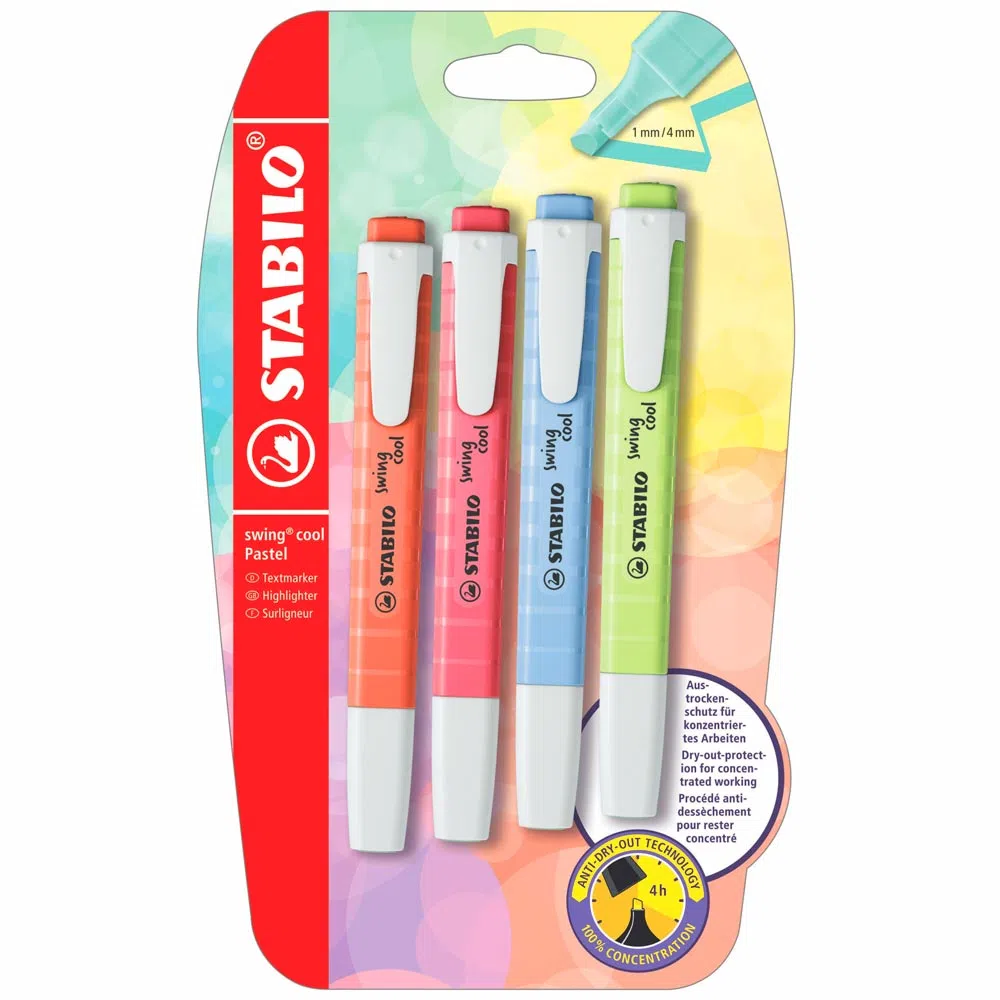 STABILO®
swing® cool
Pastel
D Textmarker
GB Highlighter
F Surligneur
1 mm/4 mm
STABILO swing cool
STABILO swing cool
STABILO swing cool
STABILO swing cool
Aus-
trocken-
schutz für
konzentrier-
tes Arbeiten
Dry-out-protect-
ion for concen-
trated working
Procédé anti-
dessèchement
pour rester
concentré
ANTI-DRY-OUT TECHNOLOGY
4h
100% CONCENTRATION